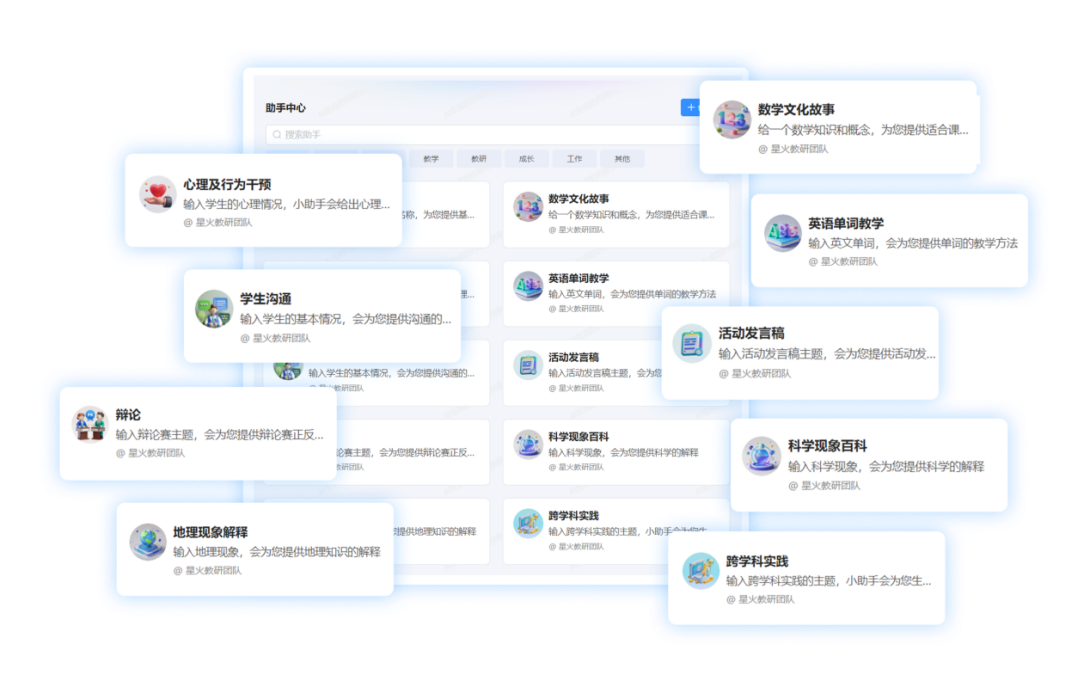 助手中心
+
搜索助手
教学
教研
成长
工作
其他
数学文化故事
给一个数学知识和概念，为您提供适合课...
@ 星火教研团队
心理及行为干预
输入学生的心理情况，小助手会给出心理...
@ 星火教研团队
名称，为您提供基...
数学文化故事
给一个数学知识和概念，为您提供适合课...
@ 星火教研团队
英语单词教学
输入英文单词，会为您提供单词的教学方法
@ 星火教研团队
学生沟通
输入学生的基本情况，会为您提供沟通的...
@ 星火教研团队
理...
英语单词教学
输入英文单词，会为您提供单词的教学方法
@ 星火教研团队
活动发言稿
输入活动发言稿主题，会为您提供活动发...
@ 星火教研团队
输入学生的基本情况，会为您提供沟通的...
@ 星火教研团队
活动发言稿
输入活动发言稿主题，会为您
@ 星火教研团队
辩论
输入辩论赛主题，会为您提供辩论赛正反...
@ 星火教研团队
论赛主题，会为您提供辩论赛正反...
教研团队
科学现象百科
输入科学现象，会为您提供科学的解释
@ 星火教研团队
科学现象百科
输入科学现象，会为您提供科学的解释
@ 星火教研团队
地理现象解释
输入地理现象，会为您提供地理知识的解释
@ 星火教研团队
提供地理知识的解释
跨学科实践
输入跨学科实践的主题，小助手会为您生
@ 星火教研团队
跨学科实践
输入跨学科实践的主题，小助手会为您生...
@ 星火教研团队